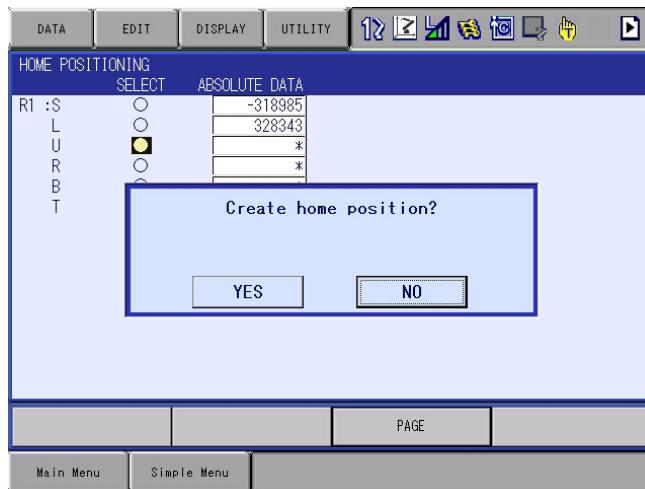 DATA EDIT DISPLAY UTILITY
HOME POSITIONING
SELECT ABSOLUTE DATA
R1 :S -318985
L 328343
U *
R *
B
T
Create home position?
YES NO
PAGE
Main Menu Simple Menu